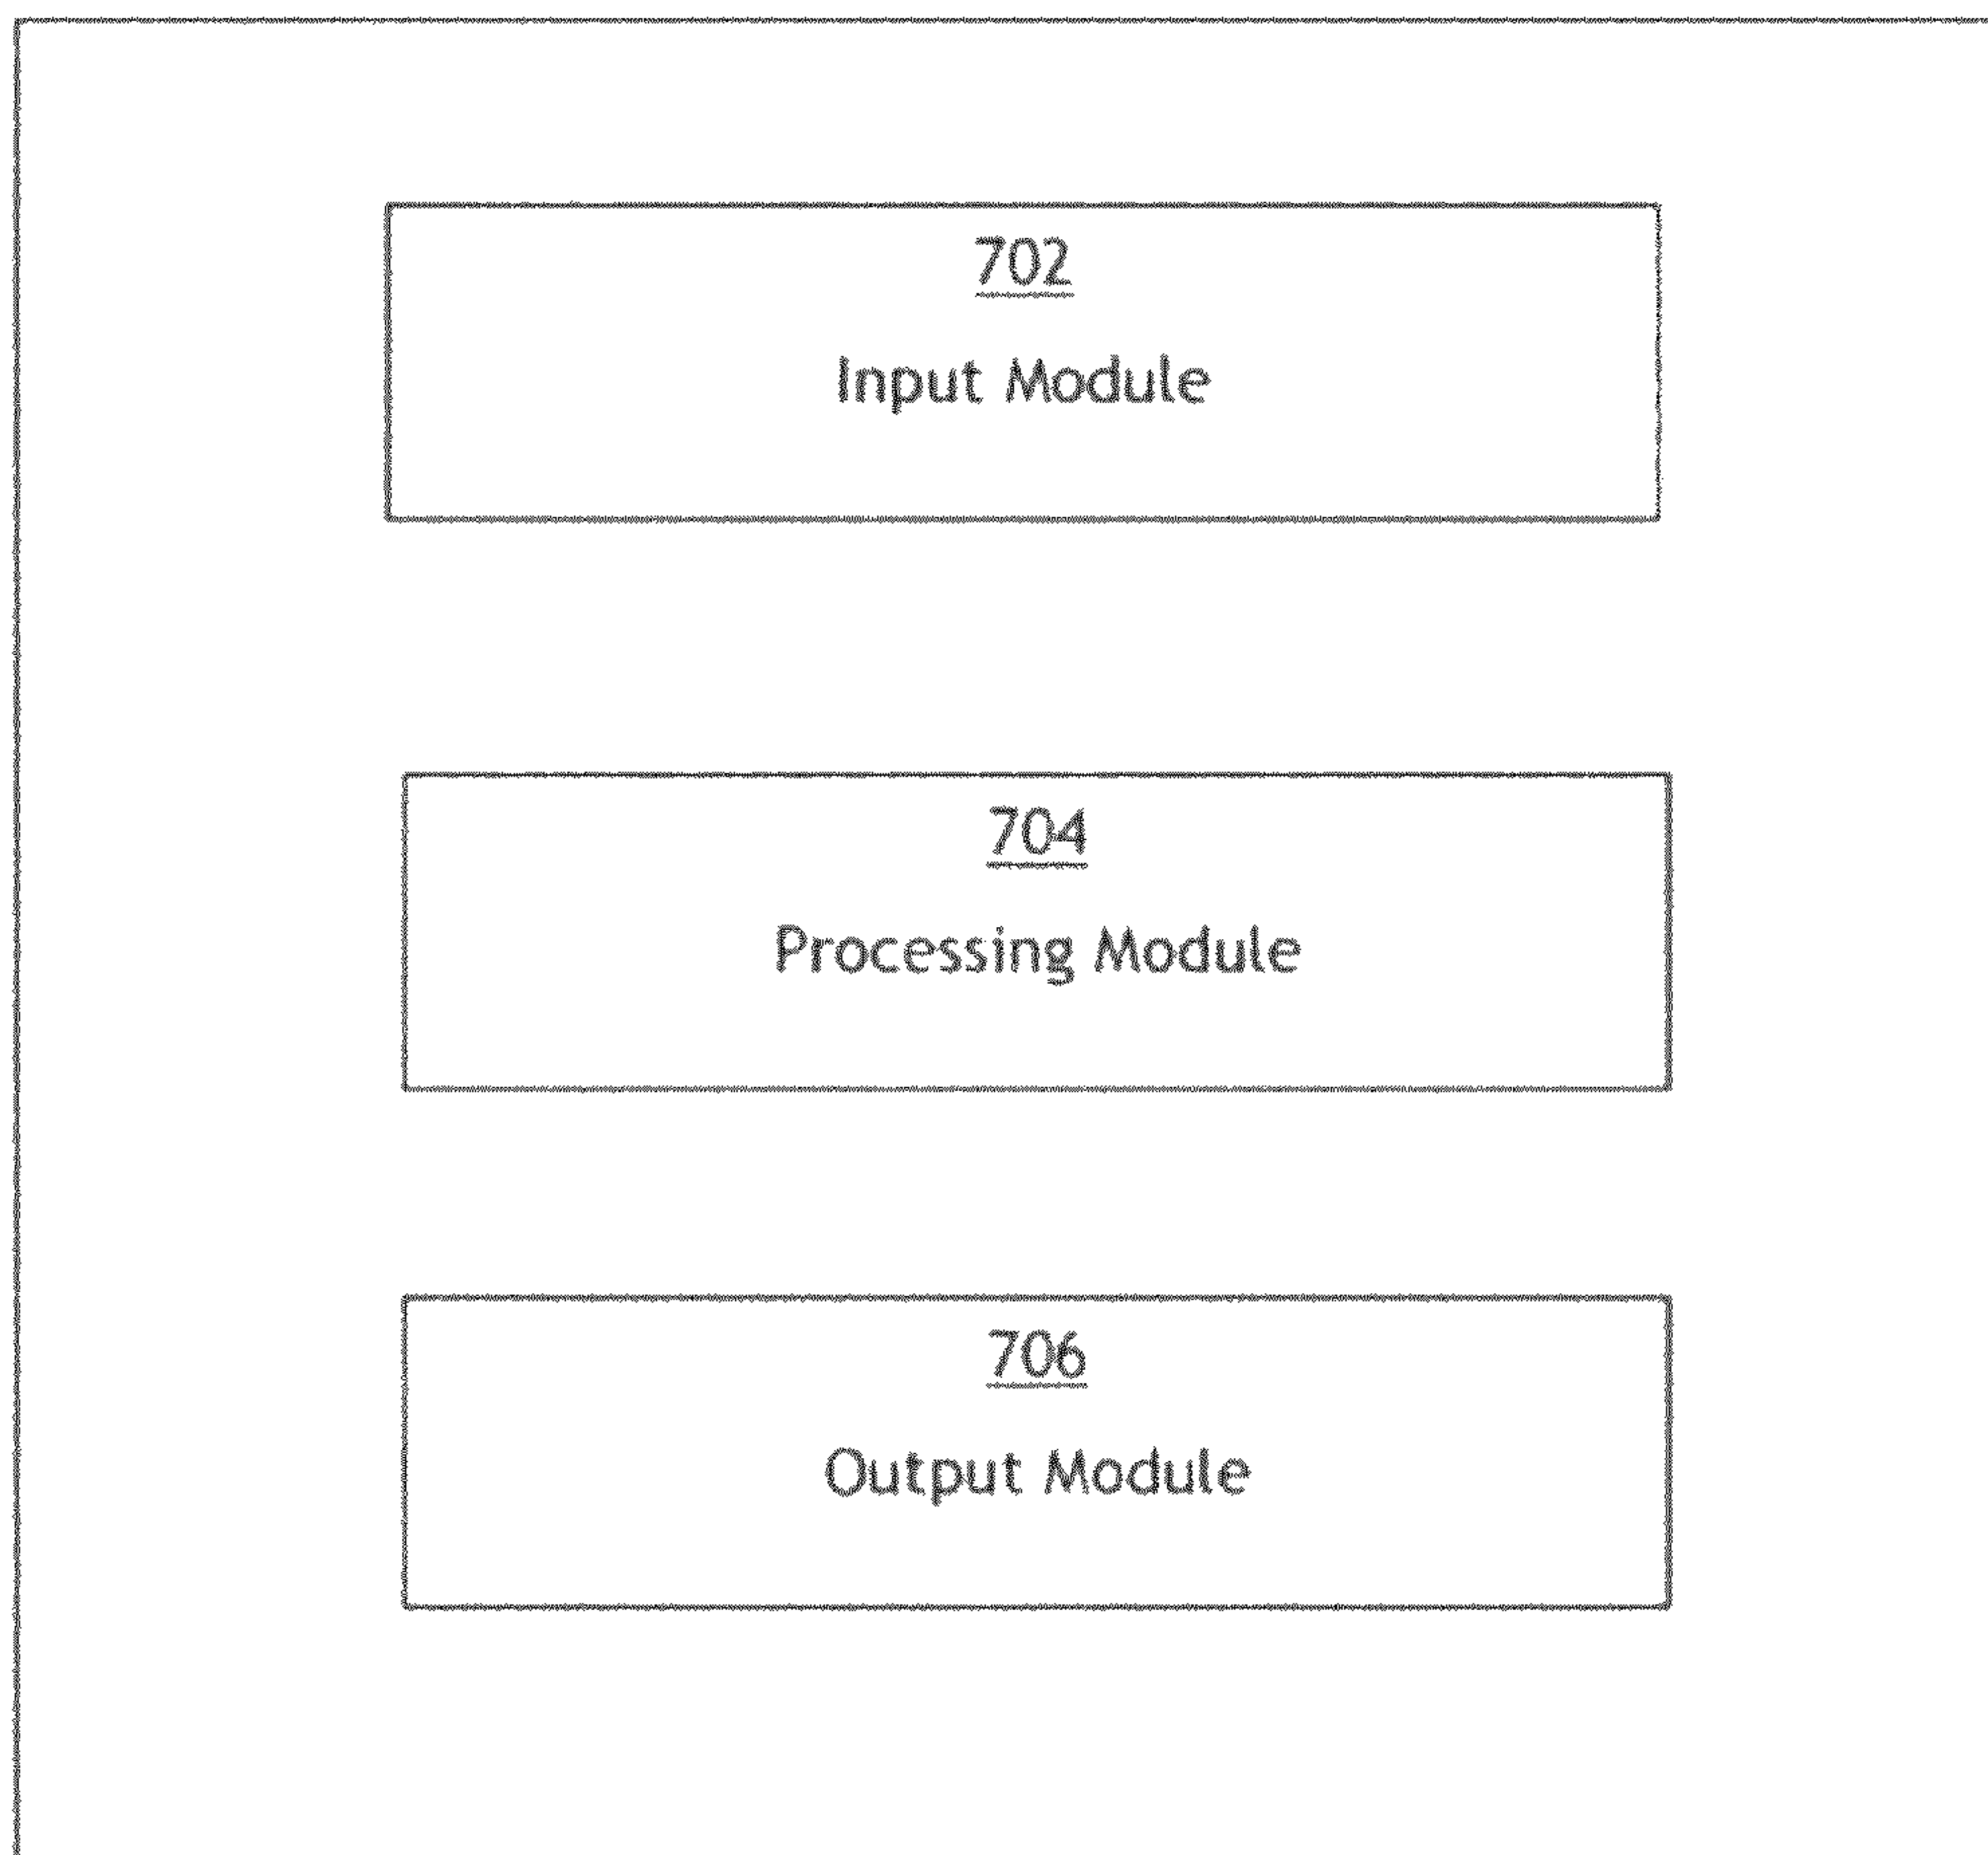 702
Input Module
704
Processing Module
706
Output Module